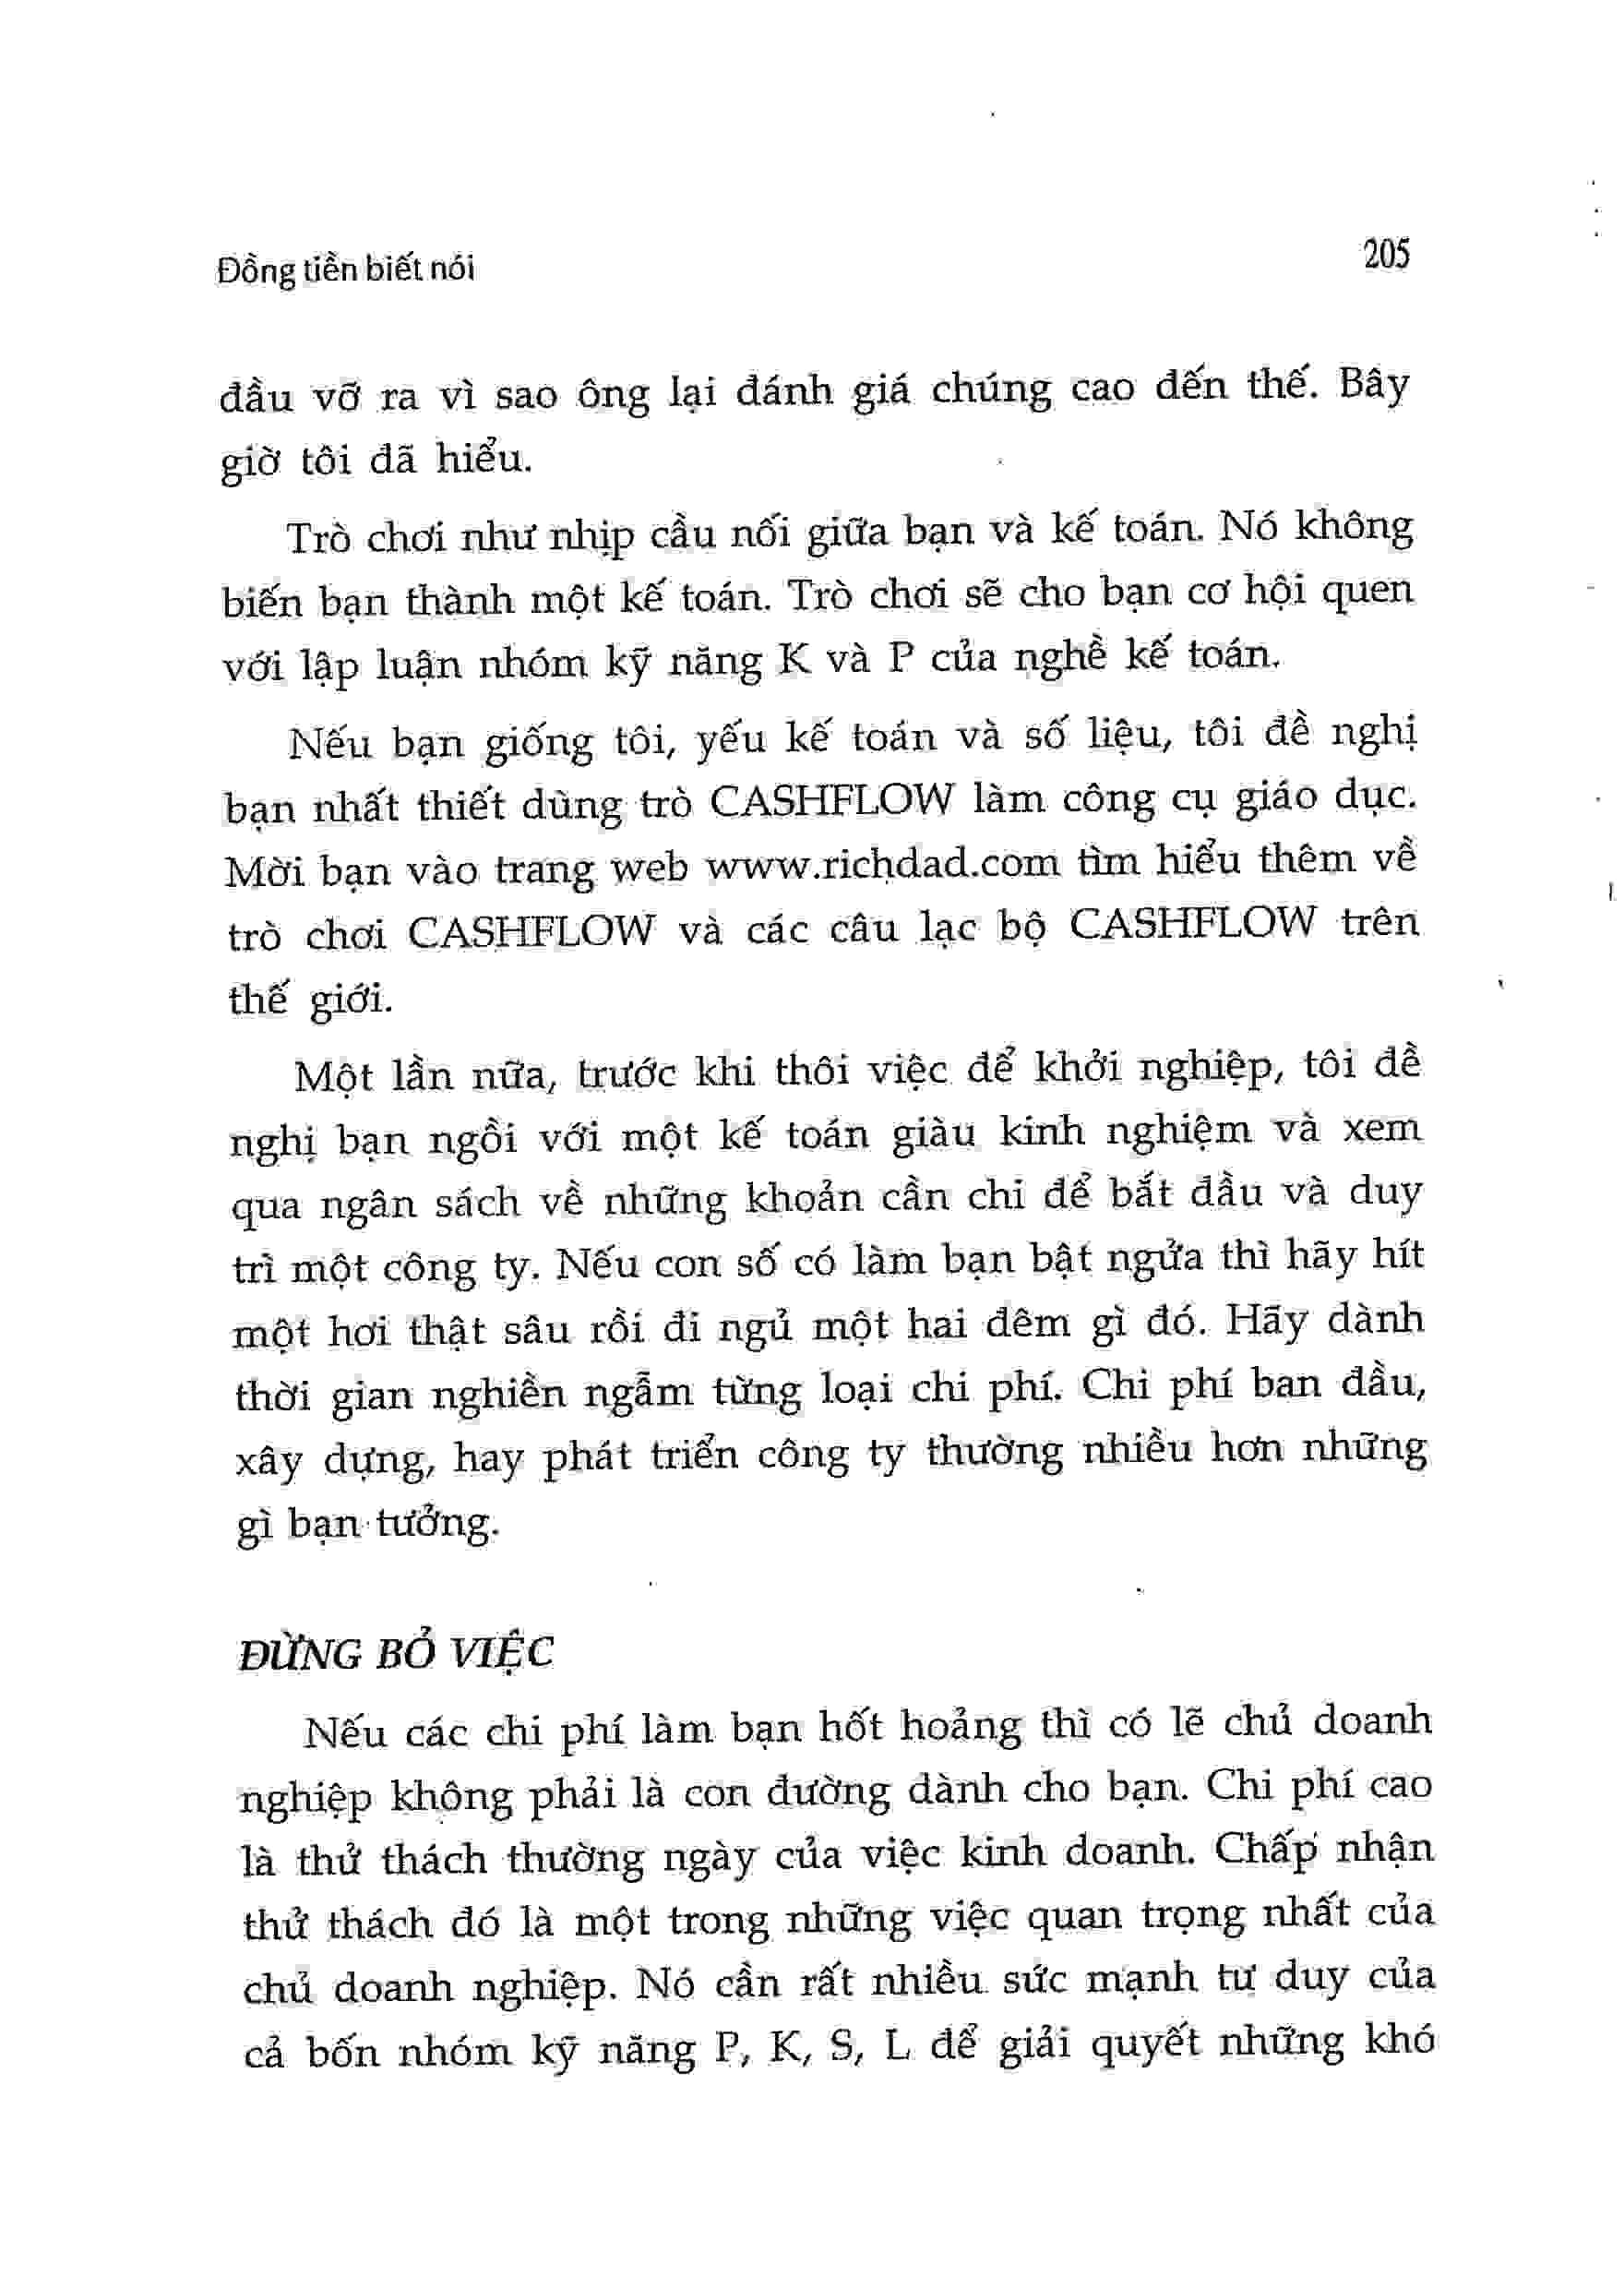 Đồng tiền biết nói
205
đầu vỡ ra vì sao ông lại đánh giá chúng cao đến thế. Bây
giờ tôi đã hiểu.
Trò chơi như nhịp cầu nối giữa bạn và kế toán. Nó không
biến bạn thành một kế toán. Trò chơi sẽ cho bạn cơ hội quen
với lập luận nhóm kỹ năng K và P của nghề kế toán.
Nếu bạn giống tôi, yếu kế toán và số liệu, tôi đề nghị
bạn nhất thiết dùng trò CASHFLOW làm công cụ giáo dục.
Mời bạn vào trang web www.richdad.com tìm hiểu thêm về
trò chơi CASHFLOW và các câu lạc bộ CASHFLOW trên
thế giới.
Một lần nữa, trước khi thôi việc để khởi nghiệp, tôi đề
nghị bạn ngồi với một kế toán giàu kinh nghiệm và xem
qua ngân sách về những khoản cần chi để bắt đầu và duy
trì một công ty. Nếu con số có làm bạn bật ngửa thì hãy hít
một hơi thật sâu rồi đi ngủ một hai đêm gì đó. Hãy dành
thời gian nghiền ngẫm từng loại chi phí. Chi phí ban đầu,
xây dựng, hay phát triển công ty thường nhiều hơn những
gì bạn tưởng.
ĐỪNG BỎ VIỆC
Nếu các chi phí làm bạn hốt hoảng thì có lẽ chủ doanh
nghiệp không phải là con đường dành cho bạn. Chi phí cao
là thử thách thường ngày của việc kinh doanh. Chấp nhận
thử thách đó là một trong những việc quan trọng nhất của
chủ doanh nghiệp. Nó cần rất nhiều sức mạnh tư duy của
cả bốn nhóm kỹ năng P, K, S, L để giải quyết những khó